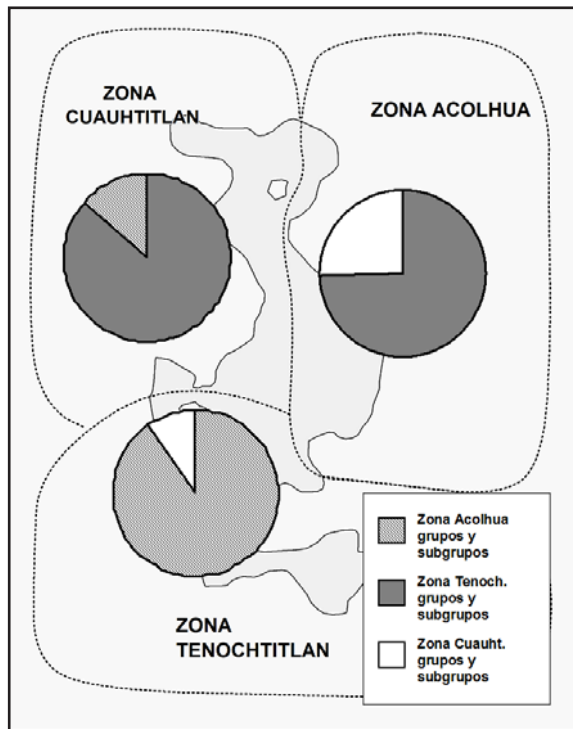 ZONA
CUAUHTITLAN
ZONA ACOLHUA
Zona Acolhua
grupos y
subgrupos
Zona Tenoch.
grupos y
subgrupos
Zona Cuauht.
grupos y
subgrupos
ZONA
TENOCHTITLAN